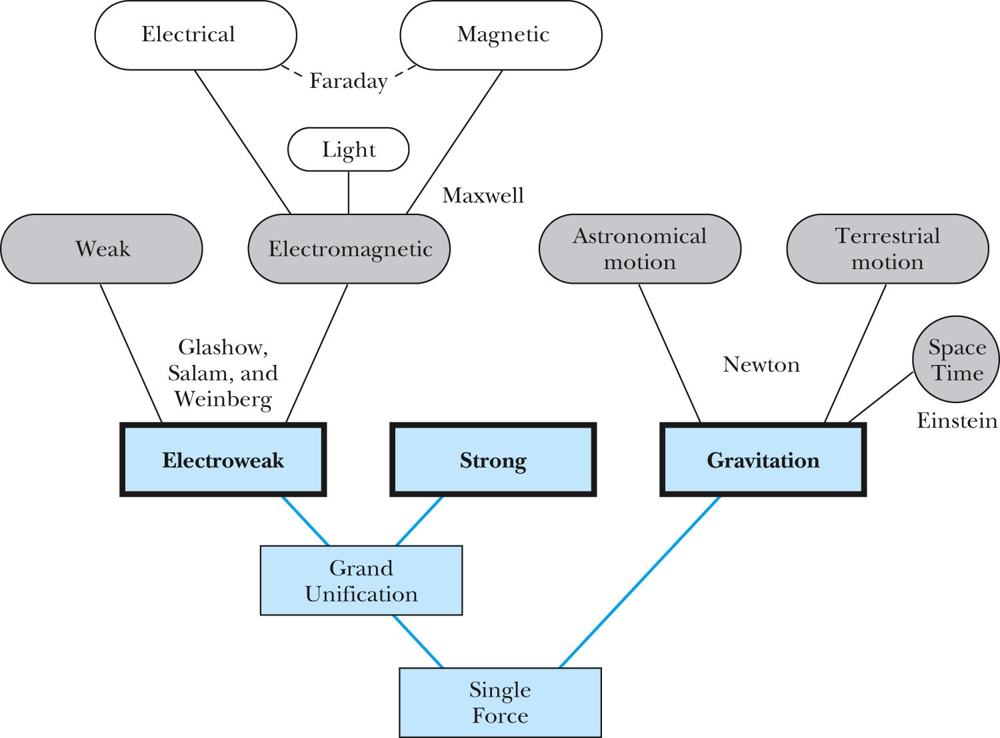 Electrical
Magnetic
Faraday
Light
Maxwell
Weak
Electromagnetic
Astronomical
motion
Terrestrial
motion
Glashow,
Salam, and
Weinberg
Newton
Space
Time
Einstein
Electroweak
Strong
Gravitation
Grand
Unification
Single
Force